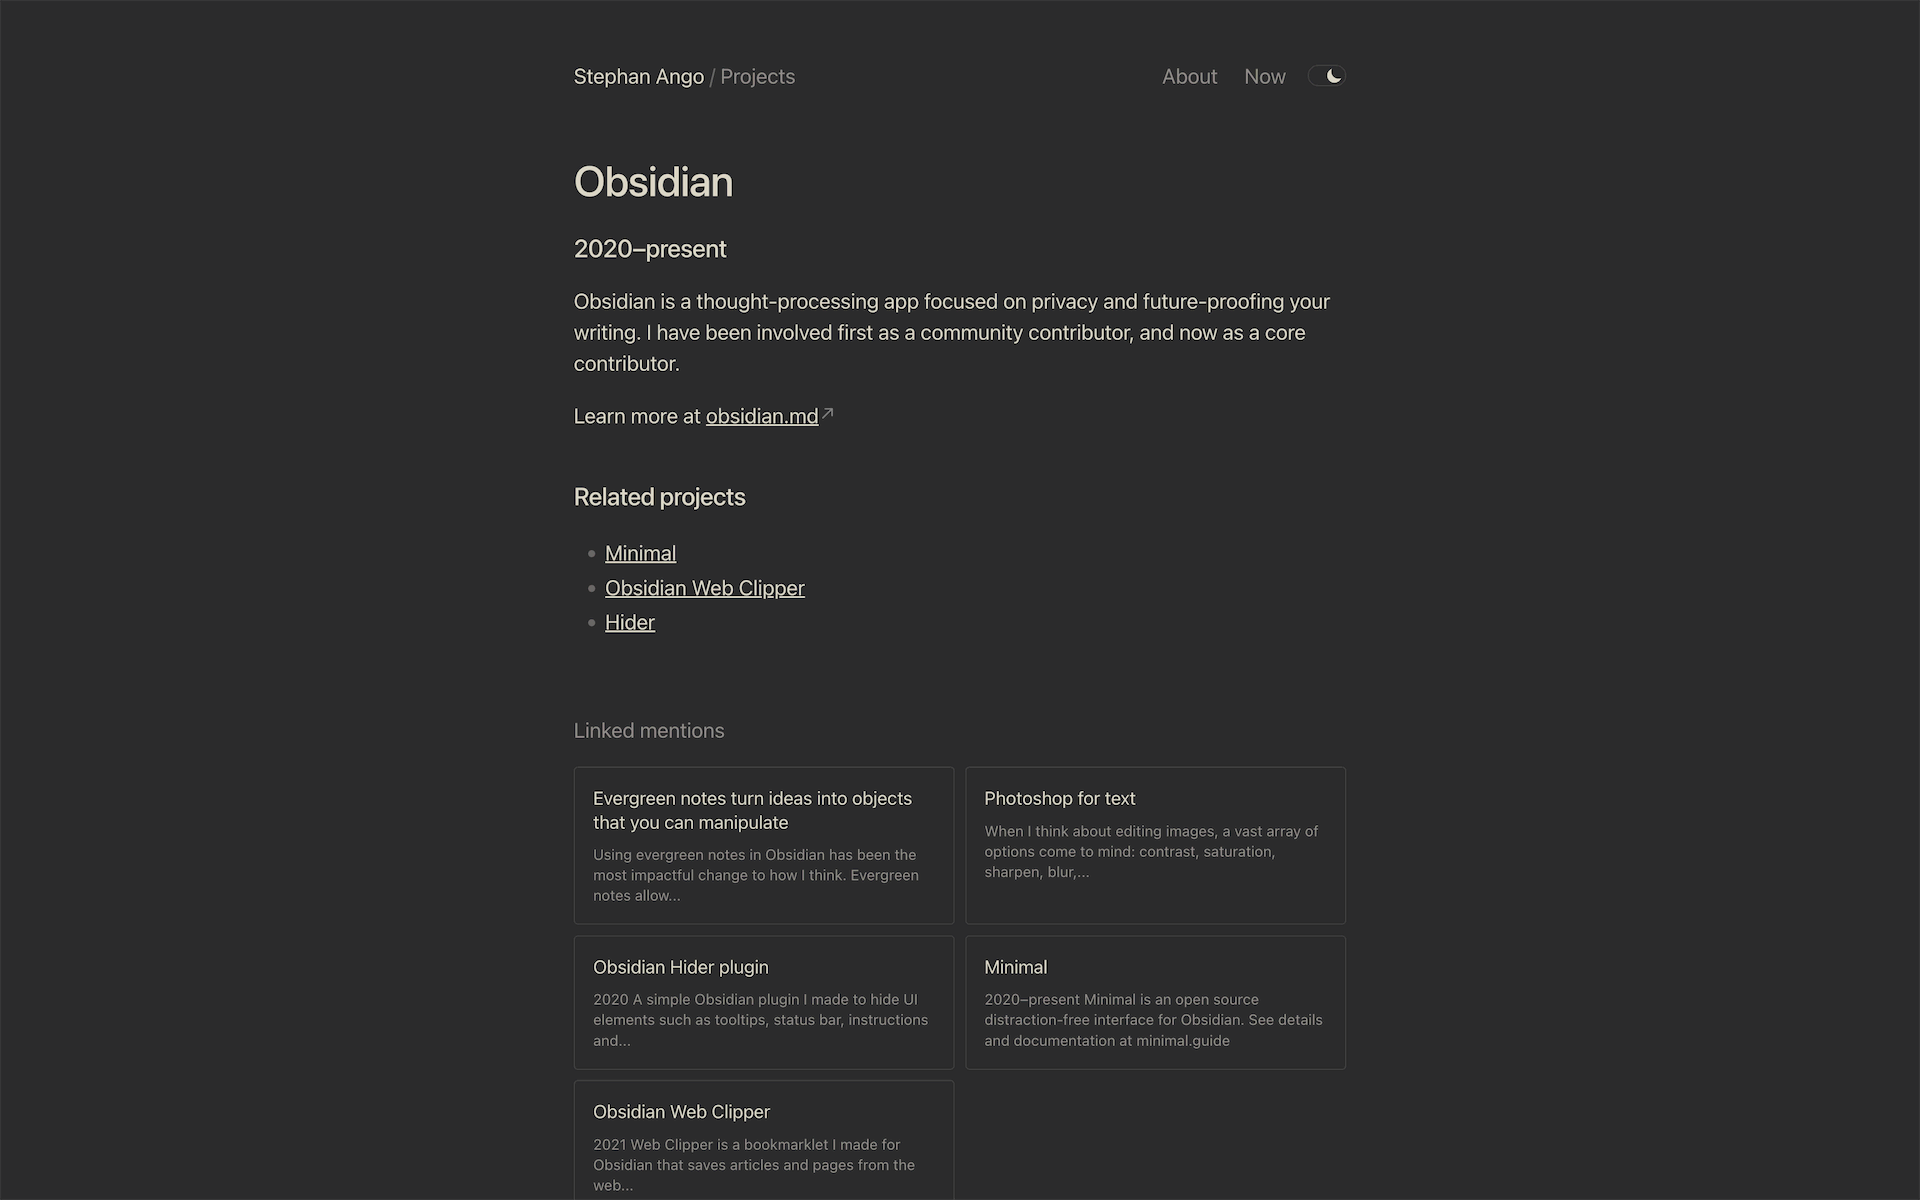 Stephan Ango / Projects
About
Now
Obsidian
2020–present
Obsidian is a thought-processing app focused on privacy and future-proofing your
writing. I have been involved first as a community contributor, and now as a core
contributor.
Learn more at obsidian.md↗
Related projects
• Minimal
• Obsidian Web Clipper
• Hider
Linked mentions
Evergreen notes turn ideas into objects
that you can manipulate
Using evergreen notes in Obsidian has been the
most impactful change to how I think. Evergreen
notes allow...
Photoshop for text
When I think about editing images, a vast array of
options come to mind: contrast, saturation,
sharpen, blur,...
Obsidian Hider plugin
2020 A simple Obsidian plugin I made to hide UI
elements such as tooltips, status bar, instructions
and...
Minimal
2020–present Minimal is an open source
distraction-free interface for Obsidian. See details
and documentation at minimal.guide
Obsidian Web Clipper
2021 Web Clipper is a bookmarklet I made for
Obsidian that saves articles and pages from the
web...